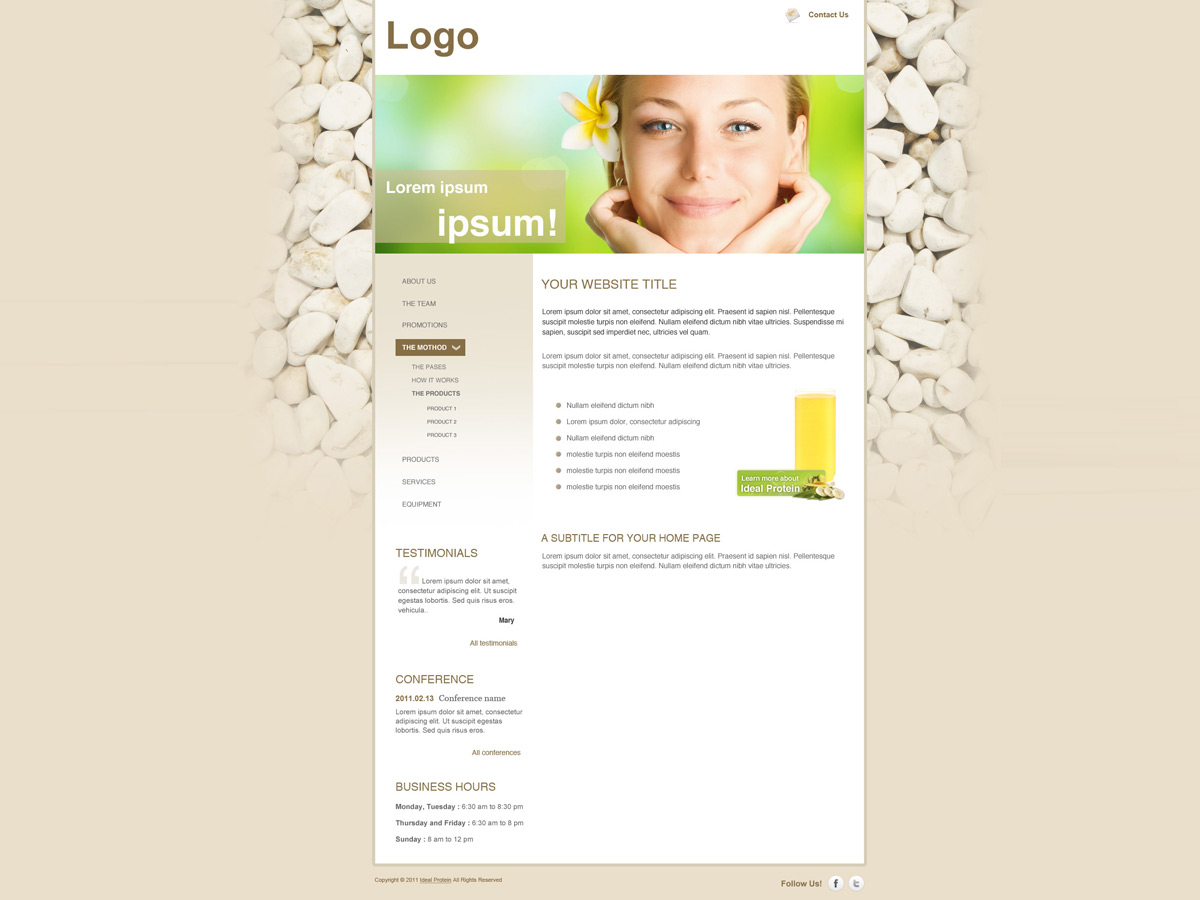 Logo
Contact Us
Lorem ipsum
ipsum!
ABOUT US
THE TEAM
PROMOTIONS
THE MOTHOD
THE PASES
HOW IT WORKS
THE PRODUCTS
PRODUCT 1
PRODUCT 2
PRODUCT 3
PRODUCTS
SERVICES
EQUIPMENT
YOUR WEBSITE TITLE
Lorem ipsum dolor sit amet, consectetur adipiscing elit. Praesent id sapien nisl. Pellentesque
suscipit molestie turpis non eleifend. Nullam eleifend dictum nibh vitae ultricies. Suspendisse mi
sapien, suscipit sed imperdiet nec, ultricies vel quam.
Lorem ipsum dolor sit amet, consectetur adipiscing elit. Praesent id sapien nisl. Pellentesque
suscipit molestie turpis non eleifend. Nullam eleifend dictum nibh vitae ultricies.
Nullam eleifend dictum nibh
Lorem ipsum dolor, consectetur adipiscing
Nullam eleifend dictum nibh
molestie turpis non eleifend moestis
molestie turpis non eleifend moestis
molestie turpis non eleifend moestis
Learn more about
Ideal Protein
A SUBTITLE FOR YOUR HOME PAGE
Lorem ipsum dolor sit amet, consectetur adipiscing elit. Praesent id sapien nisl. Pellentesque
suscipit molestie turpis non eleifend. Nullam eleifend dictum nibh vitae ultricies.
TESTIMONIALS
“ Lorem ipsum dolor sit amet,
consectetur adipiscing elit. Ut suscipit
egestas lobortis. Sed quis risus eros.
vehicula..
Mary
All testimonials
CONFERENCE
2011.02.13 Conference name
Lorem ipsum dolor sit amet, consectetur
adipiscing elit. Ut suscipit egestas
lobortis. Sed quis risus eros.
All conferences
BUSINESS HOURS
Monday, Tuesday : 6:30 am to 8:30 pm
Thursday and Friday : 6:30 am to 8 pm
Sunday : 8 am to 12 pm
Copyright © 2011 Ideal Protein All Rights Reserved
Follow Us! f t